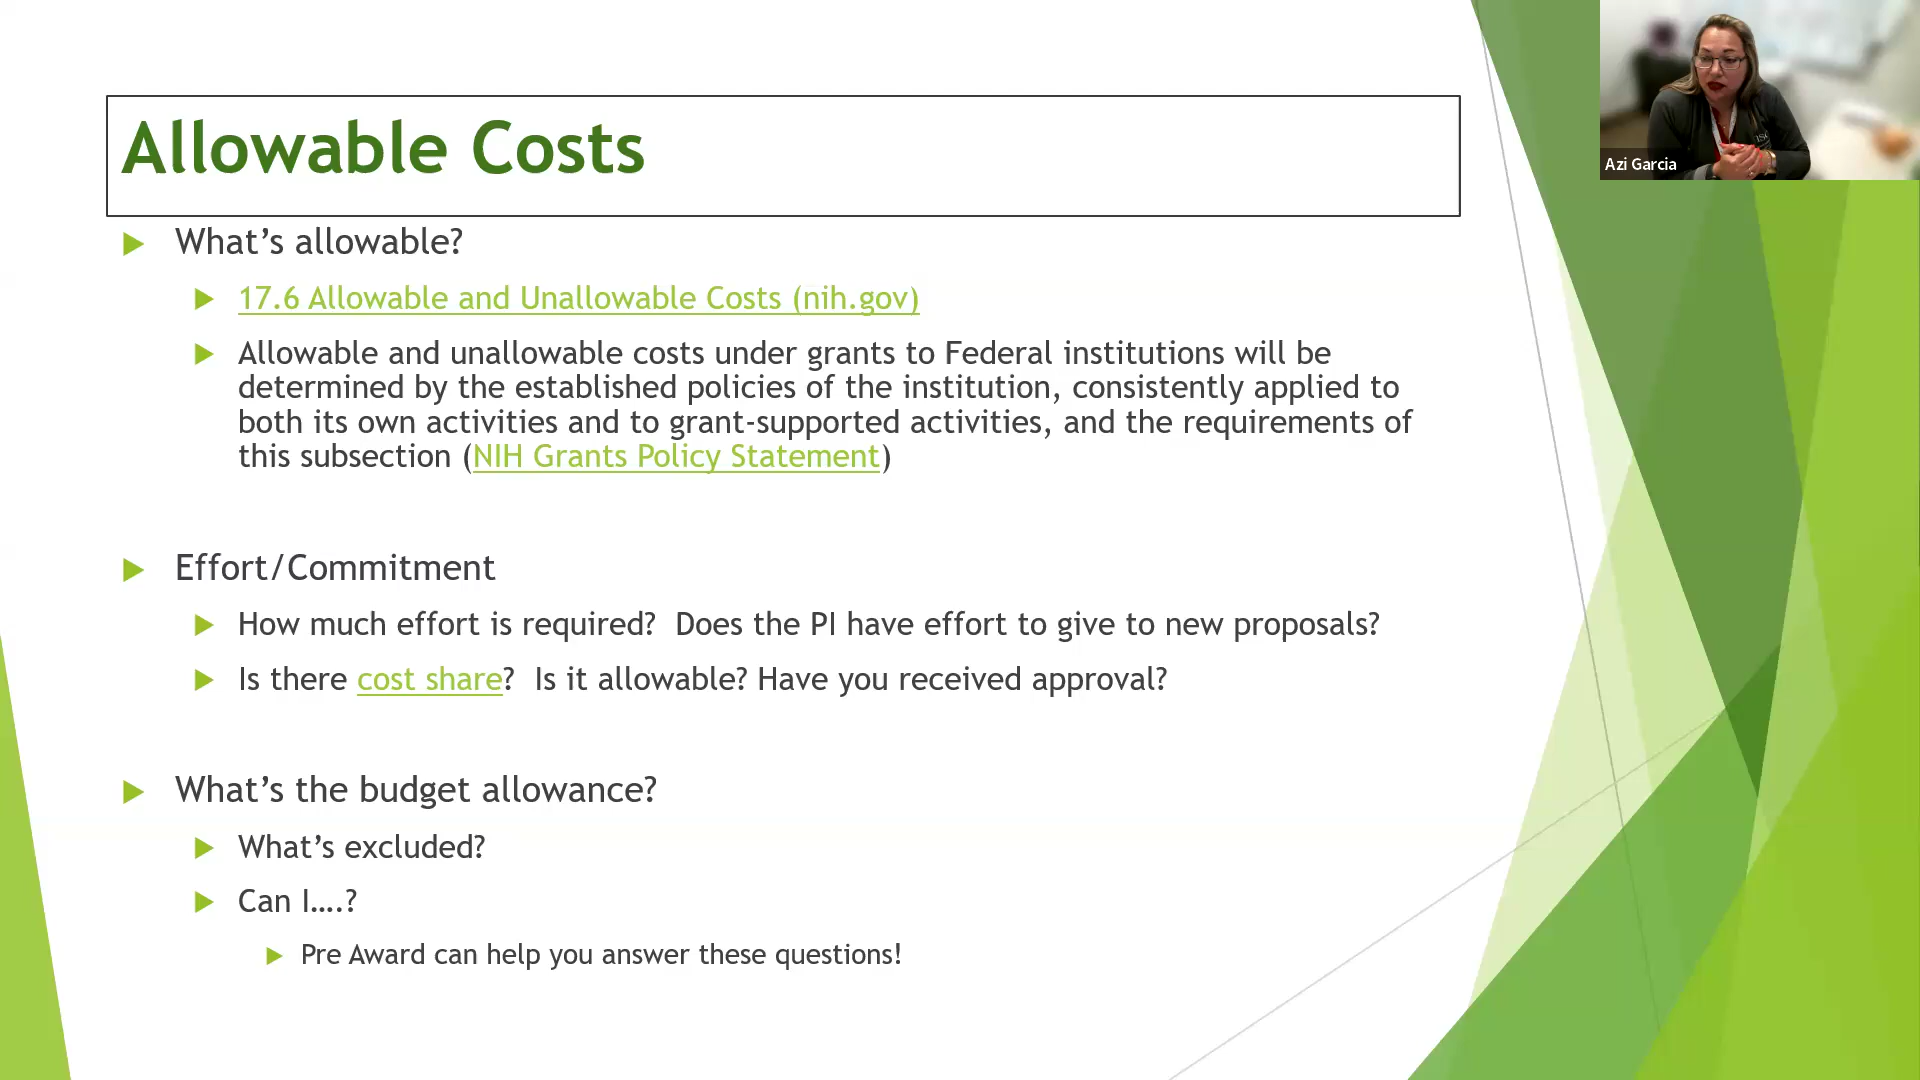 Allowable Costs
What’s allowable?
17.6 Allowable and Unallowable Costs (nih.gov)
Allowable and unallowable costs under grants to Federal institutions will be
determined by the established policies of the institution, consistently applied to
both its own activities and to grant-supported activities, and the requirements of
this subsection (NIH Grants Policy Statement)
Effort/Commitment
How much effort is required?  Does the PI have effort to give to new proposals?
Is there cost share?  Is it allowable? Have you received approval?
What’s the budget allowance?
What’s excluded?
Can I….?
Pre Award can help you answer these questions!
Azi Garcia